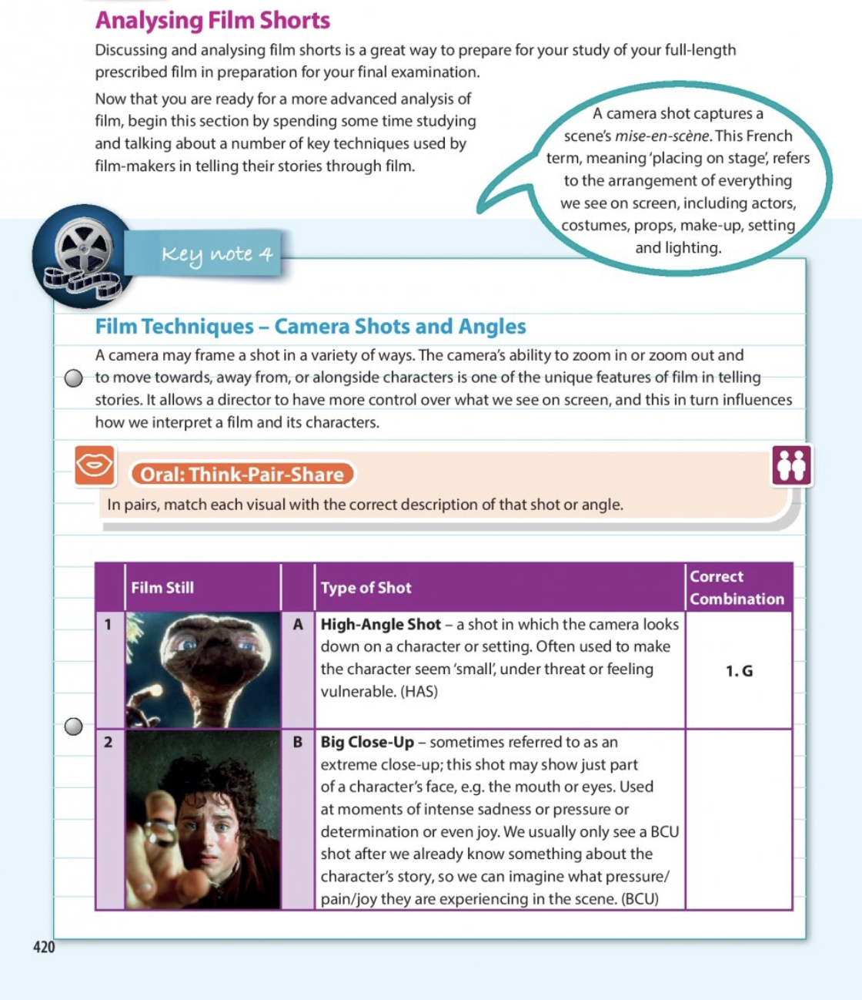 Analysing Film Shorts
Discussing and analysing film shorts is a great way to prepare for your study of your full-length
prescribed film in preparation for your final examination.
Now that you are ready for a more advanced analysis of
film, begin this section by spending some time studying
and talking about a number of key techniques used by
film-makers in telling their stories through film.
A camera shot captures a
scene's mise-en-scène. This French
term, meaning 'placing on stage', refers
to the arrangement of everything
we see on screen, including actors,
costumes, props, make-up, setting
and lighting.
Key note 4
Film Techniques – Camera Shots and Angles
A camera may frame a shot in a variety of ways. The camera's ability to zoom in or zoom out and
to move towards, away from, or alongside characters is one of the unique features of film in telling
stories. It allows a director to have more control over what we see on screen, and this in turn influences
how we interpret a film and its characters.
Oral: Think-Pair-Share
In pairs, match each visual with the correct description of that shot or angle.
Film Still
Type of Shot
Correct
Combination
1
A
High-Angle Shot – a shot in which the camera looks
down on a character or setting. Often used to make
the character seem 'small', under threat or feeling
vulnerable. (HAS)
1. G
2
B
Big Close-Up – sometimes referred to as an
extreme close-up; this shot may show just part
of a character's face, e.g. the mouth or eyes. Used
at moments of intense sadness or pressure or
determination or even joy. We usually only see a BCU
shot after we already know something about the
character's story, so we can imagine what pressure/
pain/joy they are experiencing in the scene. (BCU)
420